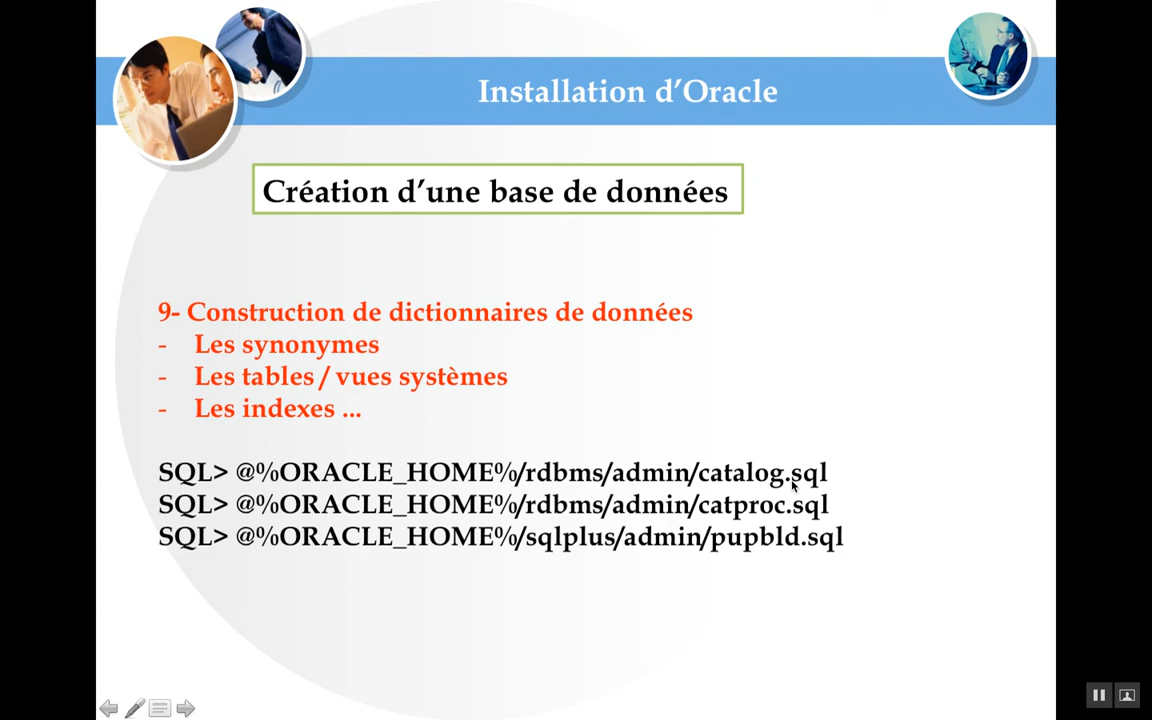 Installation d’Oracle
Création d’une base de données
9- Construction de dictionnaires de données
- Les synonymes
- Les tables / vues systèmes
- Les indexes ...
SQL> @%ORACLE_HOME%/rdbms/admin/catalog.sql
SQL> @%ORACLE_HOME%/rdbms/admin/catproc.sql
SQL> @%ORACLE_HOME%/sqlplus/admin/pupbld.sql